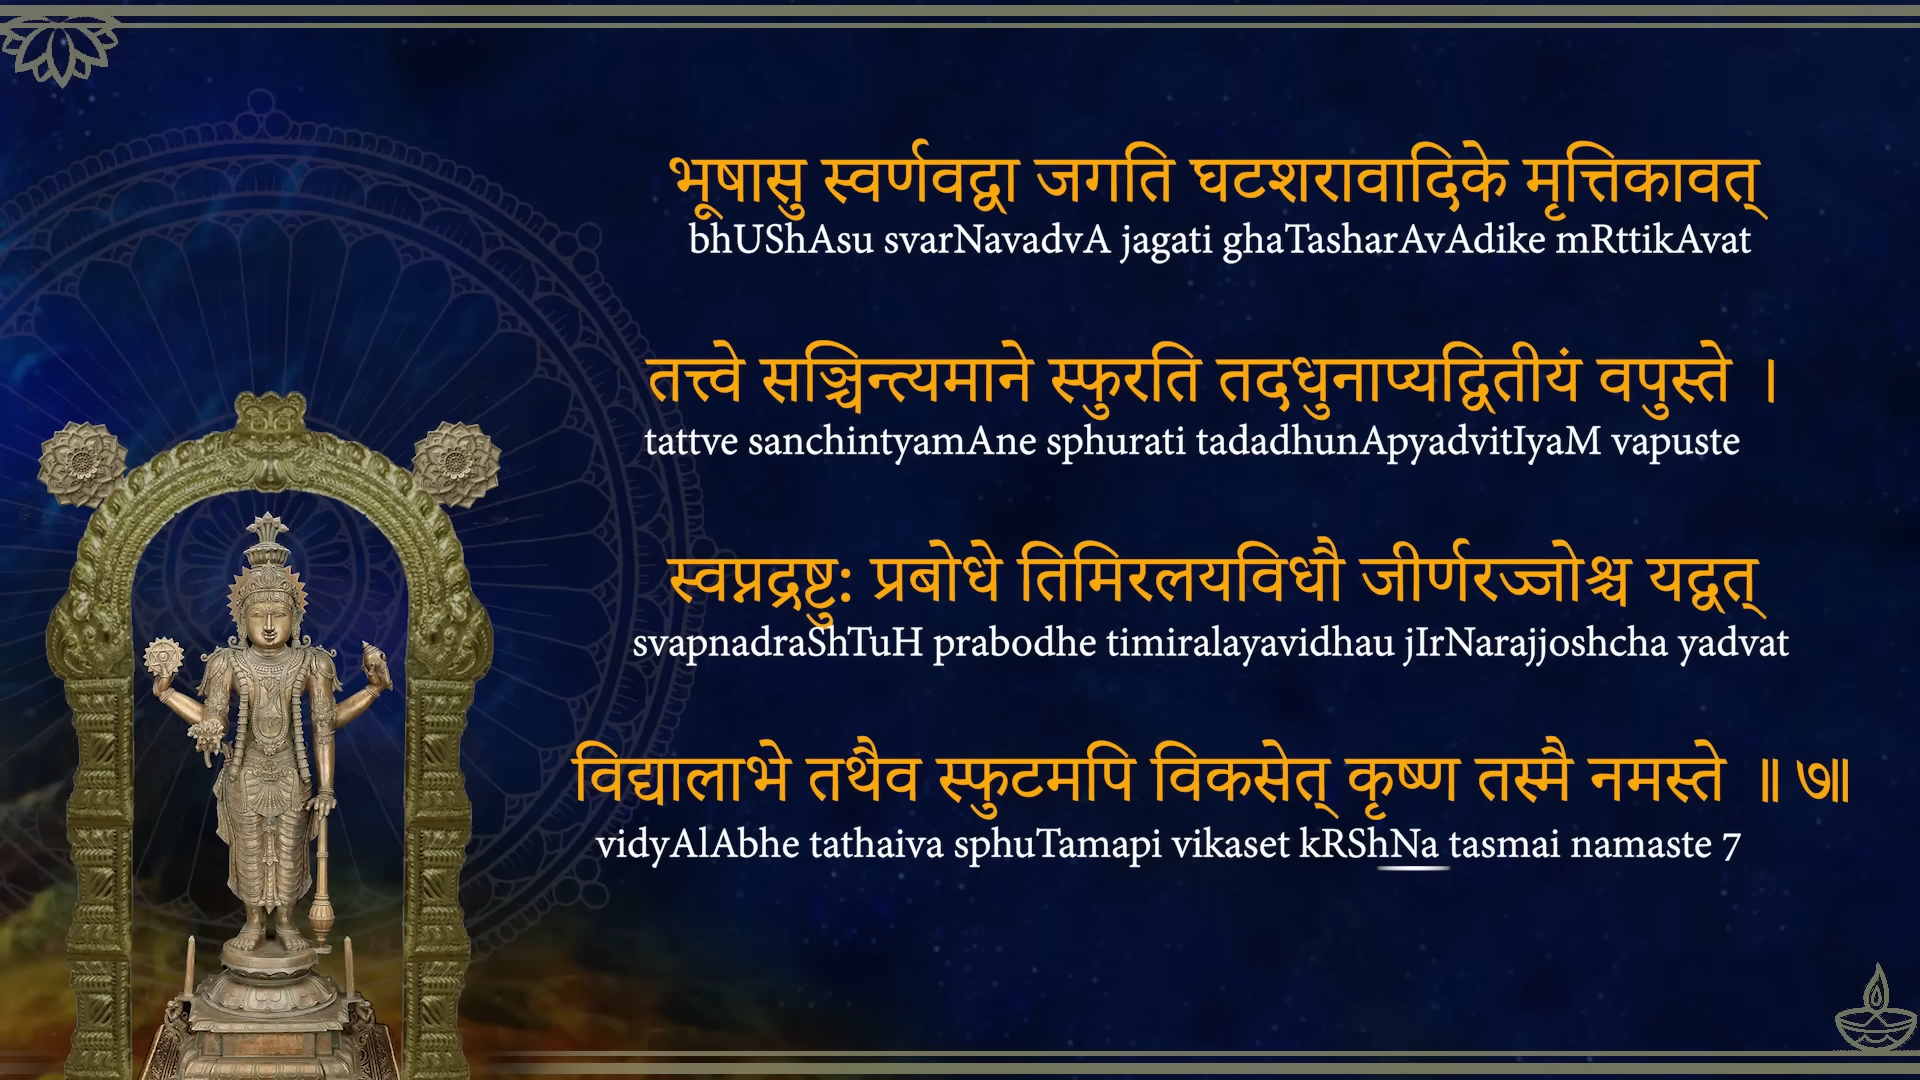 भूषासु स्वर्णवद्वा जगति घटशरावादिके मृत्तिकावत्
bhUShAsu svarNavadvA jagati ghaTasharAvAdike mRttikAvat
तत्त्वे सञ्चिन्त्यमाने स्फुरति तदधुनाप्यद्वितीयं वपुस्ते ।
tattve sanchintyamAne sphurati tadadhunApyadvitIyaM vapuste
स्वप्नद्रष्टुः प्रबोधे तिमिरलयविधौ जीर्णरज्जोश्च यद्वत्
svapnadraShTuH prabodhe timiralayavidhau jIrNarajjoshcha yadvat
विद्यालाभे तथैव स्फुटमपि विकसेत् कृष्ण तस्मै नमस्ते ॥ ७॥
vidyAlAbhe tathaiva sphuTamapi vikaset kRShNa tasmai namaste 7